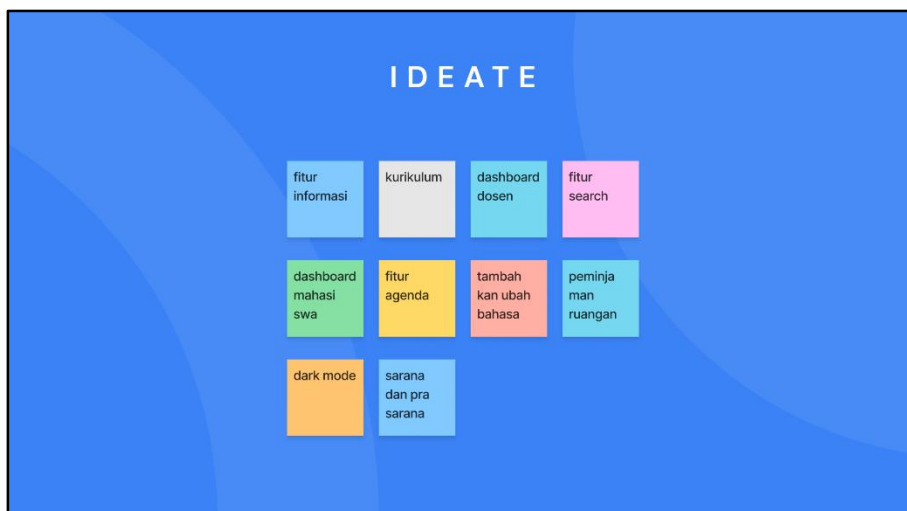 IDEATE
fitur
informasi
kurikulum
dashboard
dosen
fitur
search
dashboard
mahasi
swa
fitur
agenda
tambah
kan ubah
bahasa
peminja
man
ruangan
dark mode
sarana
dan pra
sarana